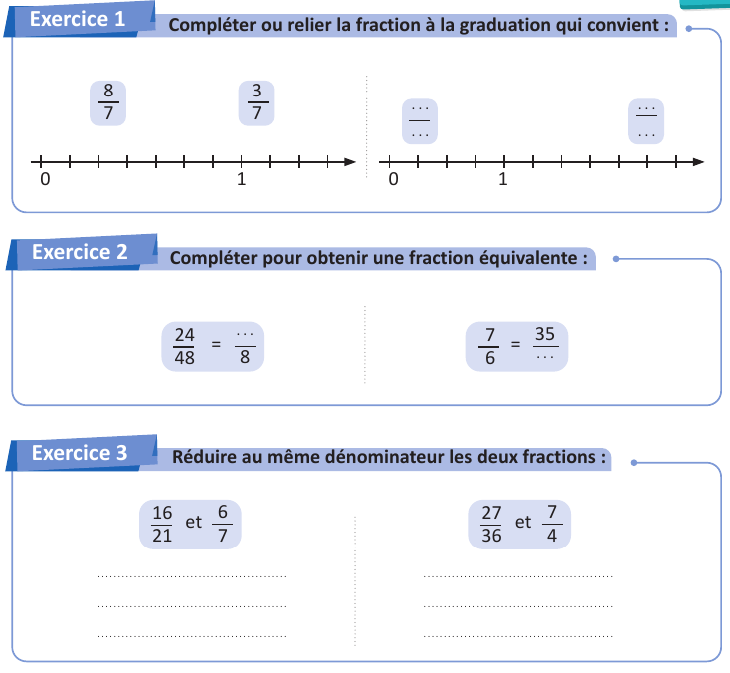 Exercice 1 Compléter ou relier la fraction à la graduation qui convient :
8/7 3/7 .../... .../...
0 1 0 1
Exercice 2 Compléter pour obtenir une fraction équivalente :
24/48 = .../8 7/6 = 35/...
Exercice 3 Réduire au même dénominateur les deux fractions :
16/21 et 6/7 27/36 et 7/4